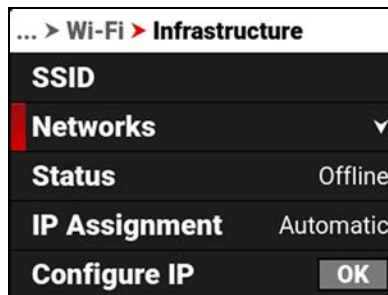 ... > Wi-Fi > Infrastructure
SSID
Networks
Status Offline
IP Assignment Automatic
Configure IP OK